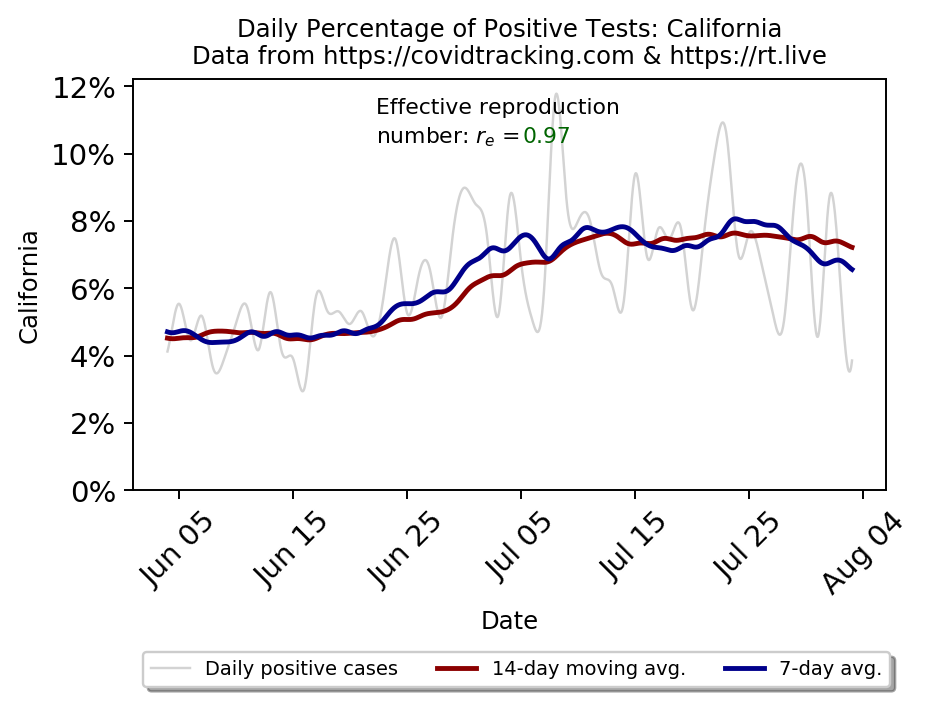 Daily Percentage of Positive Tests: California
Data from https://covidtracking.com & https://rt.live
12%
Effective reproduction
number: rₑ =0.97
10%
8%
6%
4%
2%
0%
California
Jun 05
Jun 15
Jun 25
Jul 05
Jul 15
Jul 25
Aug 04
Date
Daily positive cases
14-day moving avg.
7-day avg.